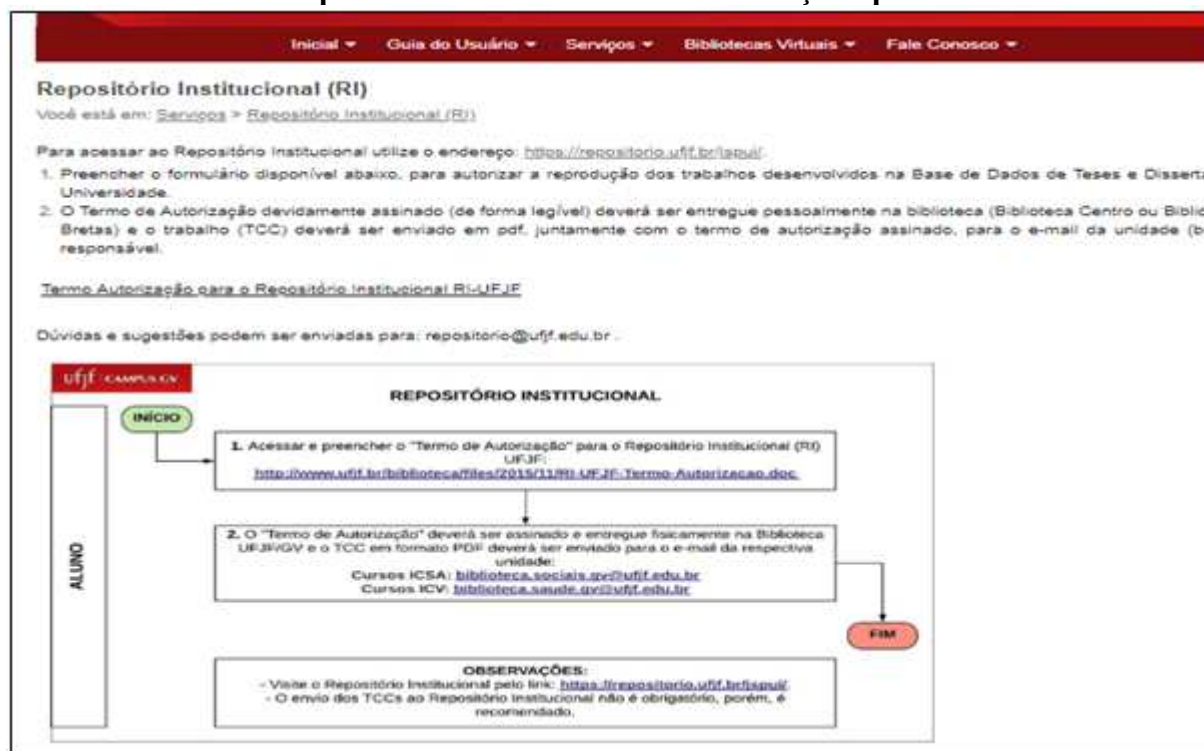 Inicial Guia do Usuário Serviços Bibliotecas Virtuais Fale Conosco
Repositório Institucional (RI)
Você está em: Serviços > Repositório Institucional (RI)
Para acessar ao Repositório Institucional utilize o endereço: https://repositorio.ufjf.br/jspui/.
1. Preencher o formulário disponível abaixo, para autorizar a reprodução dos trabalhos desenvolvidos na Base de Dados de Teses e
Universidade.
2. O Termo de Autorização devidamente assinado (de forma legível) deverá ser entregue pessoalmente na biblioteca (Biblioteca Centro ou
Bretas) e o trabalho (TCC) deverá ser enviado em pdf, juntamente com o termo de autorização assinado, para o e-mail da unidade
responsável.
Termo Autorização para o Repositório Institucional RI-UFJF
Dúvidas e sugestões podem ser enviadas para: repositorio@ufjf.edu.br .
ufjf CAMPUS GV
REPOSITÓRIO INSTITUCIONAL
INÍCIO
1. Acessar e preencher o "Termo de Autorização" para o Repositório Institucional (RI)
UFJF:
http://www.ufjf.br/biblioteca/files/2015/11/RI-UFJF-Termo-Autorizacao.doc
ALUNO
2. O "Termo de Autorização" deverá ser assinado e entregue fisicamente na Biblioteca
UFJF/GV e o TCC em formato PDF deverá ser enviado para o e-mail da respectiva
unidade:
Cursos ICSA: biblioteca.sociais.gv@ufjf.edu.br
Cursos ICV: biblioteca.saude.gv@ufjf.edu.br
FIM
OBSERVAÇÕES:
- Visite o Repositório Institucional pelo link: https://repositorio.ufjf.br/jspui/.
- O envio dos TCCs ao Repositório Institucional não é obrigatório, porém, é
recomendado.